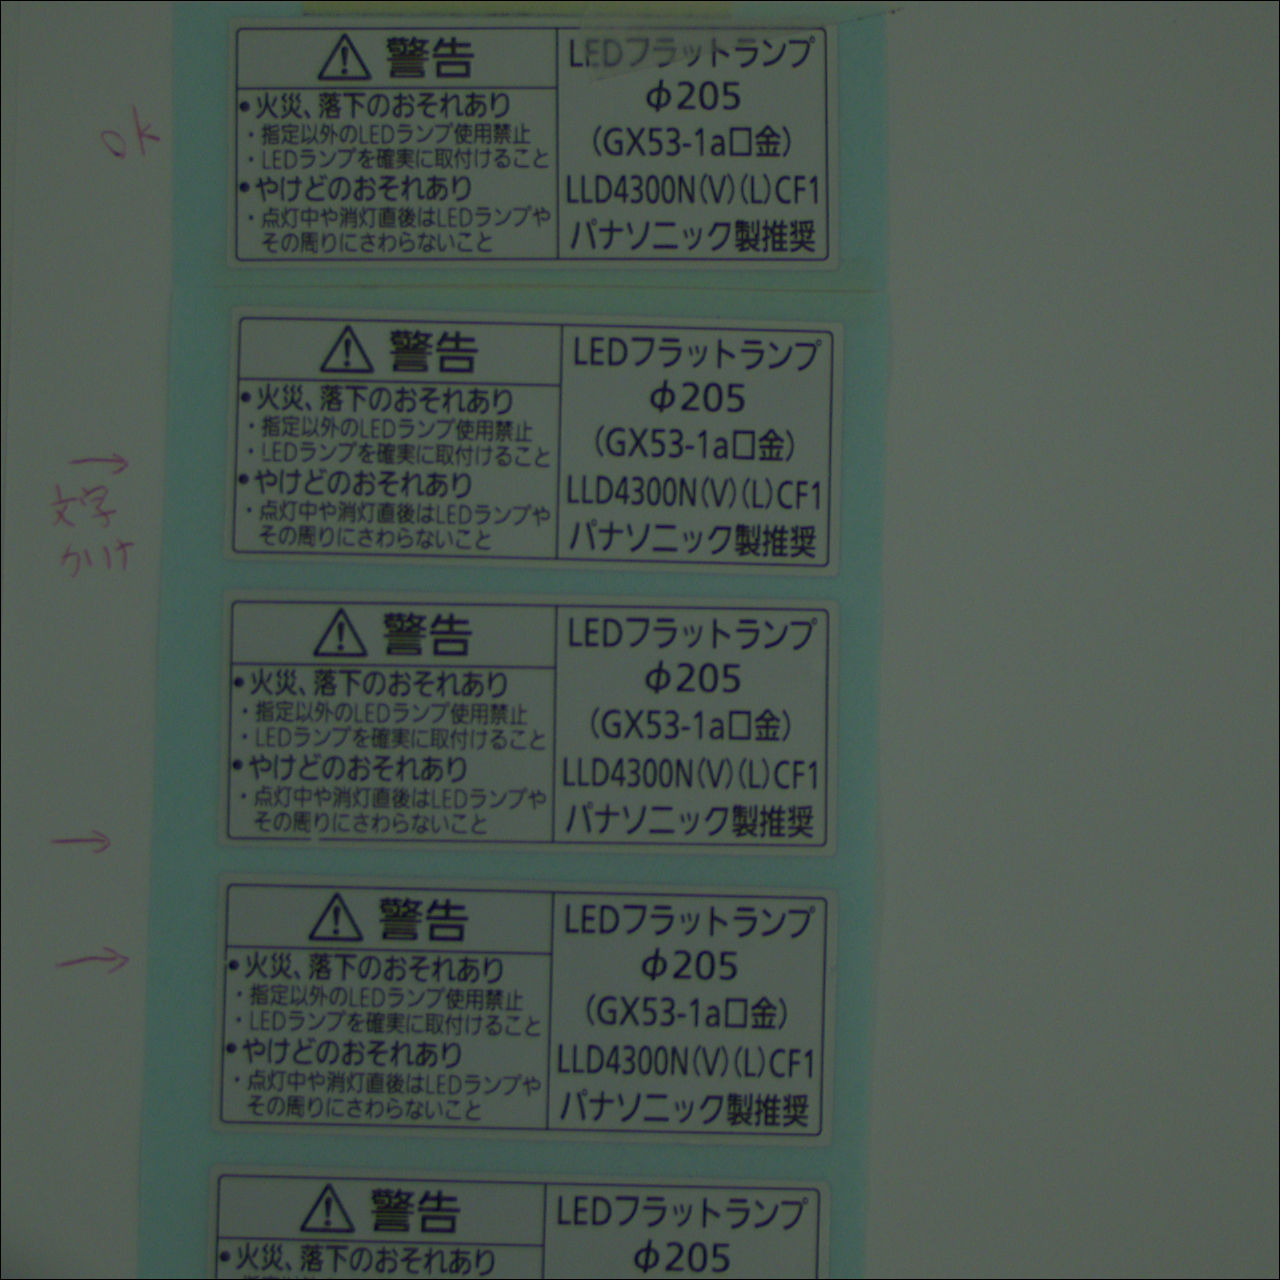 ok
警告
●火災、落下のおそれあり
・指定以外のLEDランプ使用禁止
・LEDランプを確実に取付けること
●やけどのおそれあり
・点灯中や消灯直後はLEDランプや
その周りにさわらないこと
LEDフラットランプ
φ205
(GX53-1a口金)
LLD4300N(V)(L)CF1
パナソニック製推奨
→
文字
カケ
警告
●火災、落下のおそれあり
・指定以外のLEDランプ使用禁止
・LEDランプを確実に取付けること
●やけどのおそれあり
・点灯中や消灯直後はLEDランプや
その周りにさわらないこと
LEDフラットランプ
φ205
(GX53-1a口金)
LLD4300N(V)(L)CF1
パナソニック製推奨
→
警告
●火災、落下のおそれあり
・指定以外のLEDランプ使用禁止
・LEDランプを確実に取付けること
●やけどのおそれあり
・点灯中や消灯直後はLEDランプや
その周りにさわらないこと
LEDフラットランプ
φ205
(GX53-1a口金)
LLD4300N(V)(L)CF1
パナソニック製推奨
→
警告
●火災、落下のおそれあり
・指定以外のLEDランプ使用禁止
・LEDランプを確実に取付けること
●やけどのおそれあり
・点灯中や消灯直後はLEDランプや
その周りにさわらないこと
LEDフラットランプ
φ205
(GX53-1a口金)
LLD4300N(V)(L)CF1
パナソニック製推奨
警告
●火災、落下のおそれあり
LEDフラットランプ
φ205